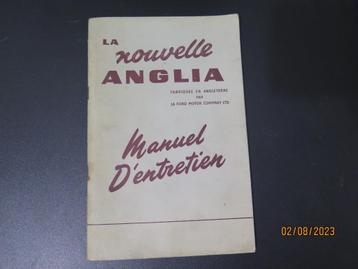 LA
nouvelle
ANGLIA
FABRIQUEE EN ANGLETERRE
PAR
LA FORD MOTOR COMPANY LTD
Manuel
D'entretien
02/08/2023